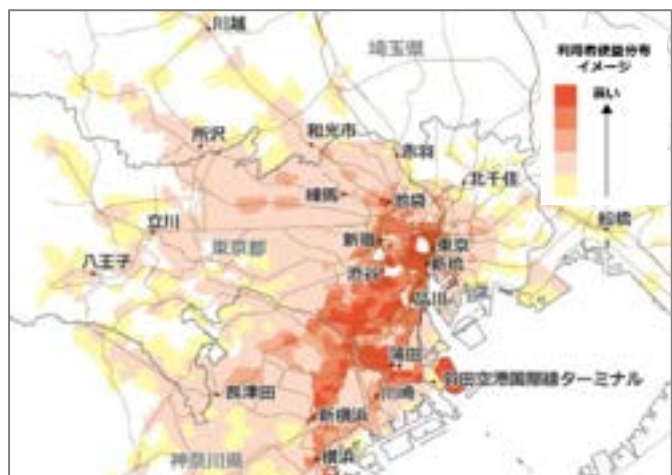 川越
埼玉県
利用者便益分布
イメージ
高い
所沢
和光市
赤羽
北千住
練馬
池袋
船橋
立川
新宿
東京
東京都
新橋
八王子
渋谷
品川
蒲田
羽田空港国際線ターミナル
長津田
川崎
新横浜
横浜
神奈川県